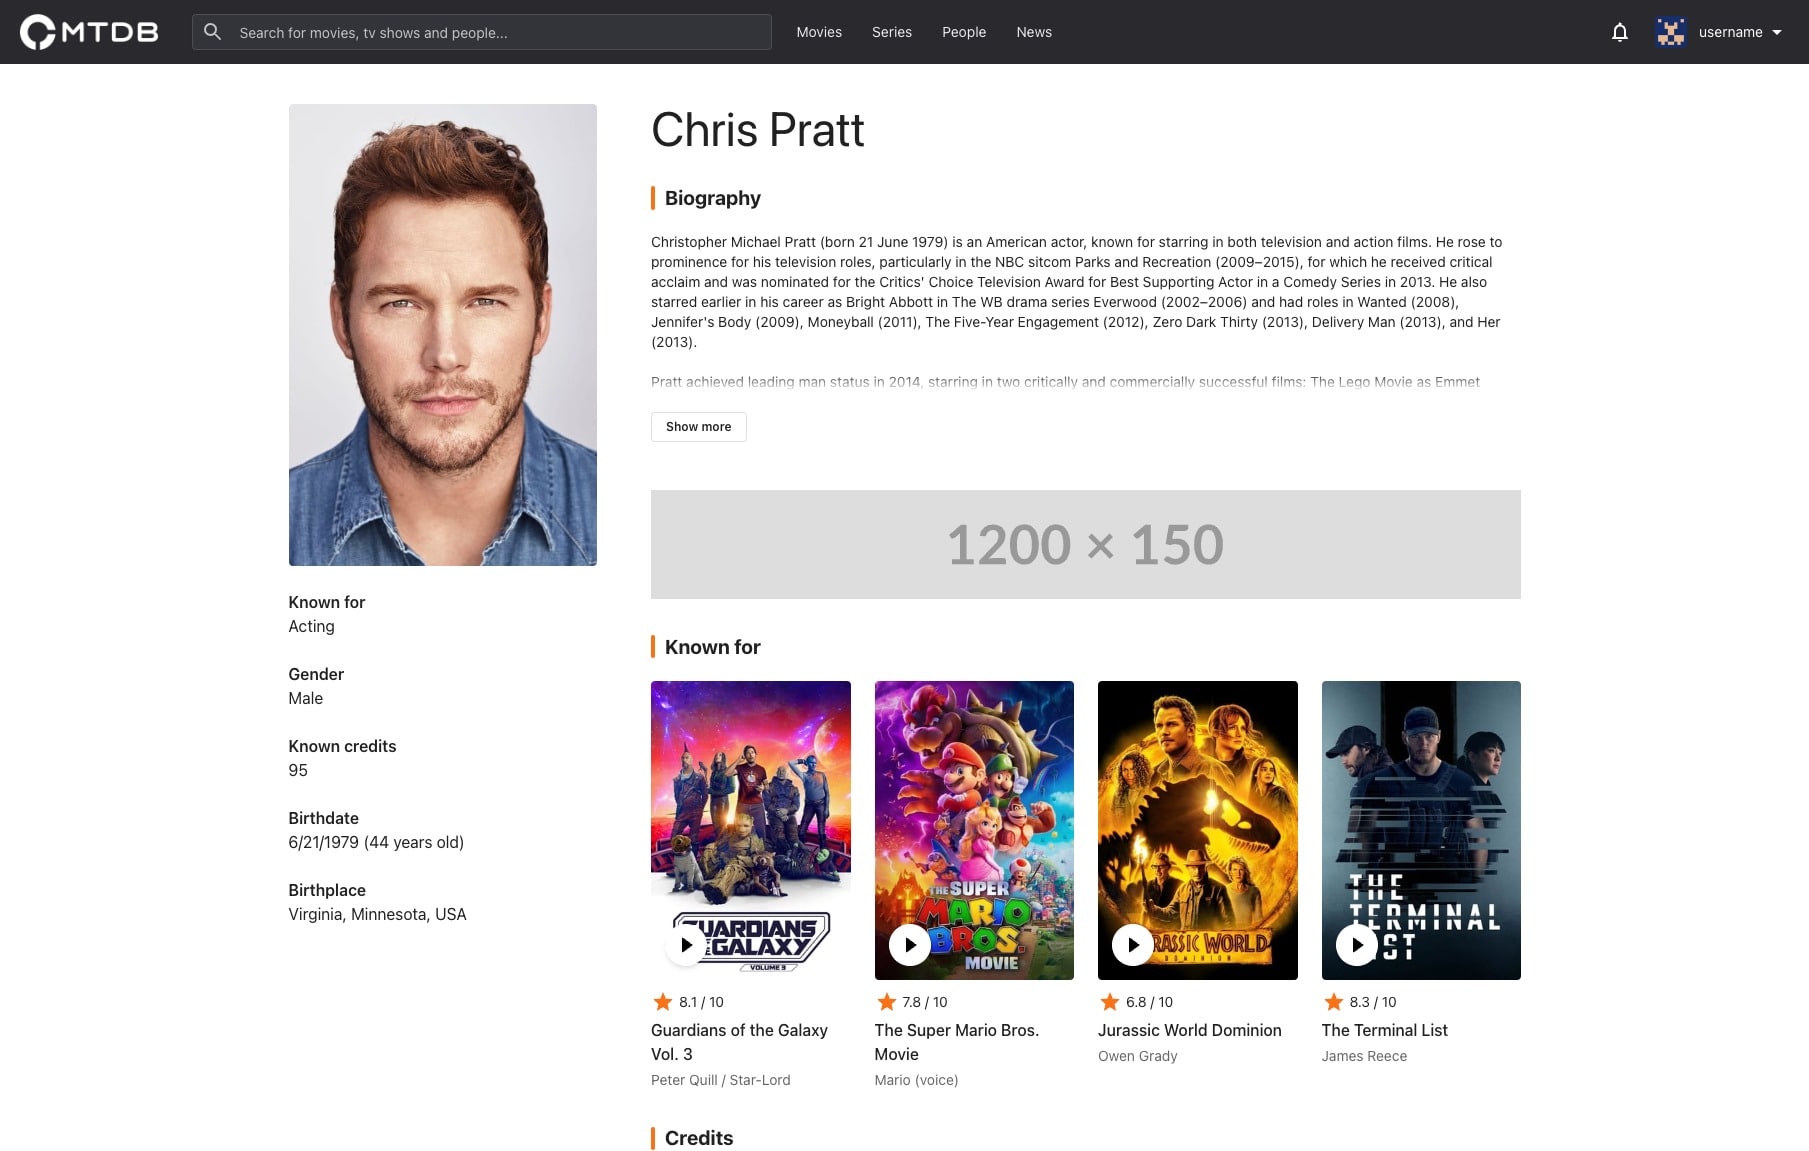 MTDB
Search for movies, tv shows and people...
Movies
Series
People
News
username
Chris Pratt
Biography
Christopher Michael Pratt (born 21 June 1979) is an American actor, known for starring in both television and action films. He rose to
prominence for his television roles, particularly in the NBC sitcom Parks and Recreation (2009–2015), for which he received critical
acclaim and was nominated for the Critics' Choice Television Award for Best Supporting Actor in a Comedy Series in 2013. He also
starred earlier in his career as Bright Abbott in The WB drama series Everwood (2002–2006) and had roles in Wanted (2008),
Jennifer's Body (2009), Moneyball (2011), The Five-Year Engagement (2012), Zero Dark Thirty (2013), Delivery Man (2013), and Her
(2013).
Pratt achieved leading man status in 2014, starring in two critically and commercially successful films: The Lego Movie as Emmet
Show more
Known for
Acting
Gender
Male
Known credits
95
Birthdate
6/21/1979 (44 years old)
Birthplace
Virginia, Minnesota, USA
1200 × 150
Known for
GUARDIANS
GALAXY
VOLUME 3
THE SUPER
MARIO
BROS.
MOVIE
WORLD
DOMINION
THE
TERMINAL
8.1 / 10
Guardians of the Galaxy
Vol. 3
Peter Quill / Star-Lord
7.8 / 10
The Super Mario Bros.
Movie
Mario (voice)
6.8 / 10
Jurassic World Dominion
Owen Grady
8.3 / 10
The Terminal List
James Reece
Credits